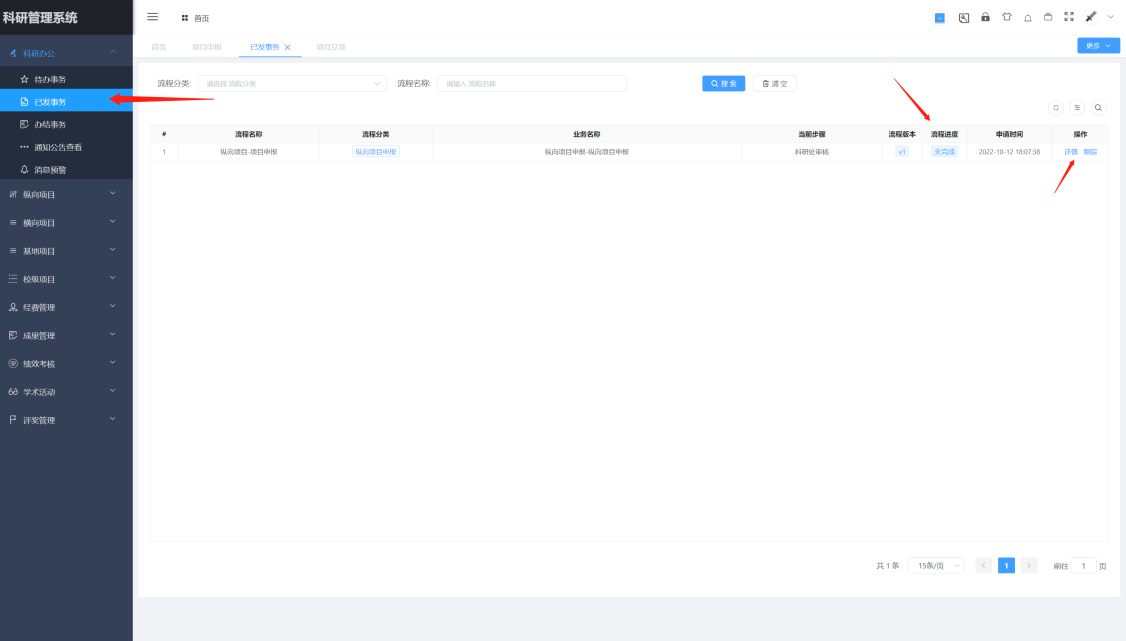 科研管理系统
首页
科研办公
待办事务
已发事务
办结事务
通知公告查看
消息预警
纵向项目
横向项目
基地项目
校级项目
经费管理
成果管理
绩效考核
学术活动
评奖管理
首页 项目申报 已发事务 项目立项
更多
流程分类: 请选择 流程分类 流程名称: 请输入 流程名称 搜索 清空
# 流程名称 流程分类 业务名称 当前步骤 流程版本 流程进度 申请时间 操作
1 纵向项目-项目申报 纵向项目申报 纵向项目申报-纵向项目申报 科研处审核 v1 未完成 2022-10-12 18:07:38 详情 跟踪
共 1 条 15条/页 1 前往 1 页